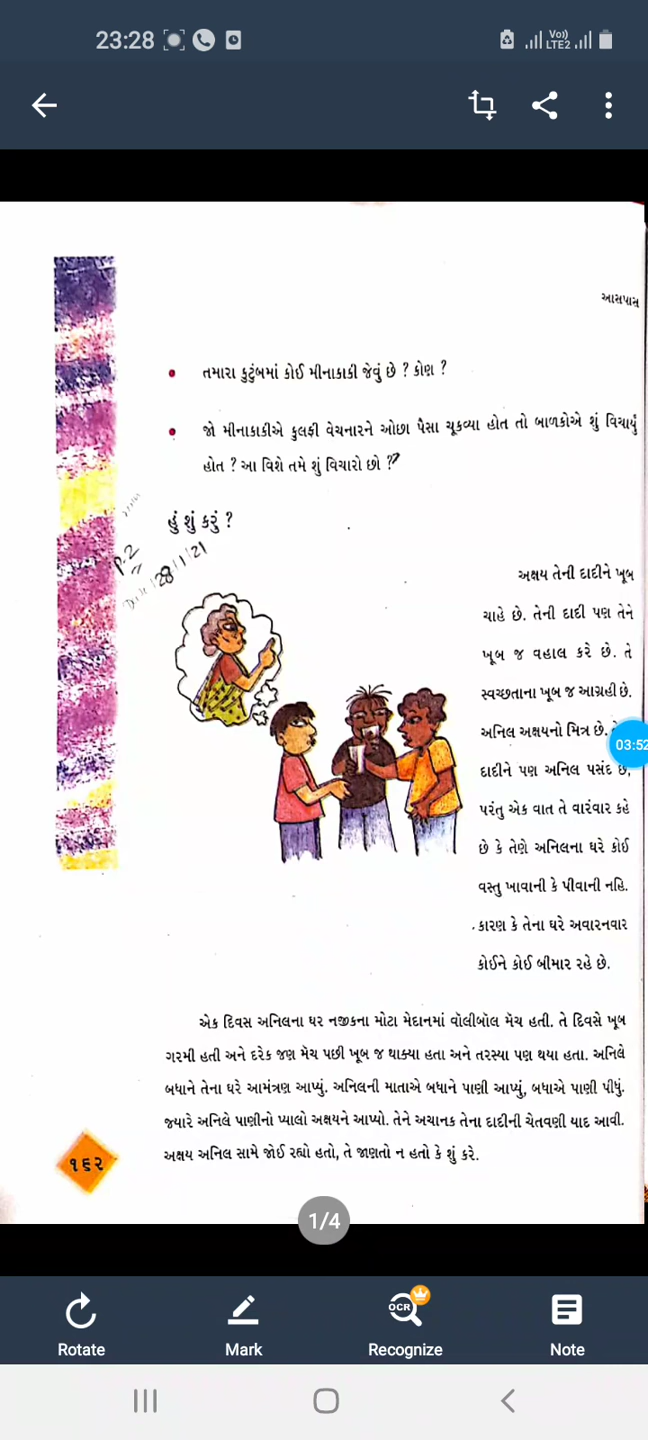 23:28
Vo)) LTE2
આસપાસ
• તમારા કુટુંબમાં કોઈ મીનાકાકી જેવું છે ? કોણ ?
• જો મીનાકાકીએ કુલફી વેચનારને ઓછા પૈસા ચૂકવ્યા હોત તો બાળકોએ શું વિચાર્યું
હોત ? આ વિશે તમે શું વિચારો છો ?
હું શું કરું ?
P.2
28/1/21
અક્ષય તેની દાદીને ખૂબ
ચાહે છે. તેની દાદી પણ તેને
ખૂબ જ વહાલ કરે છે. તે
સ્વચ્છતાના ખૂબ જ આગ્રહી છે.
અનિલ અક્ષયનો મિત્ર છે.
03:52
દાદીને પણ અનિલ પસંદ છે,
પરંતુ એક વાત તે વારંવાર કહે
છે કે તેણે અનિલના ઘરે કોઈ
વસ્તુ ખાવાની કે પીવાની નહિ.
કારણ કે તેના ઘરે અવારનવાર
કોઈને કોઈ બીમાર રહે છે.
એક દિવસ અનિલના ઘર નજીકના મોટા મેદાનમાં વૉલીબૉલ મૅચ હતી. તે દિવસે ખૂબ
ગરમી હતી અને દરેક જણ મૅચ પછી ખૂબ જ થાક્યા હતા અને તરસ્યા પણ થયા હતા. અનિલે
બધાને તેના ઘરે આમંત્રણ આપ્યું. અનિલની માતાએ બધાને પાણી આપ્યું, બધાએ પાણી પીધું.
જ્યારે અનિલે પાણીનો પ્યાલો અક્ષયને આપ્યો. તેને અચાનક તેના દાદીની ચેતવણી યાદ આવી.
અક્ષય અનિલ સામે જોઈ રહ્યો હતો, તે જાણતો ન હતો કે શું કરે.
૧૬૨
1/4
Rotate
Mark
OCR
Recognize
Note